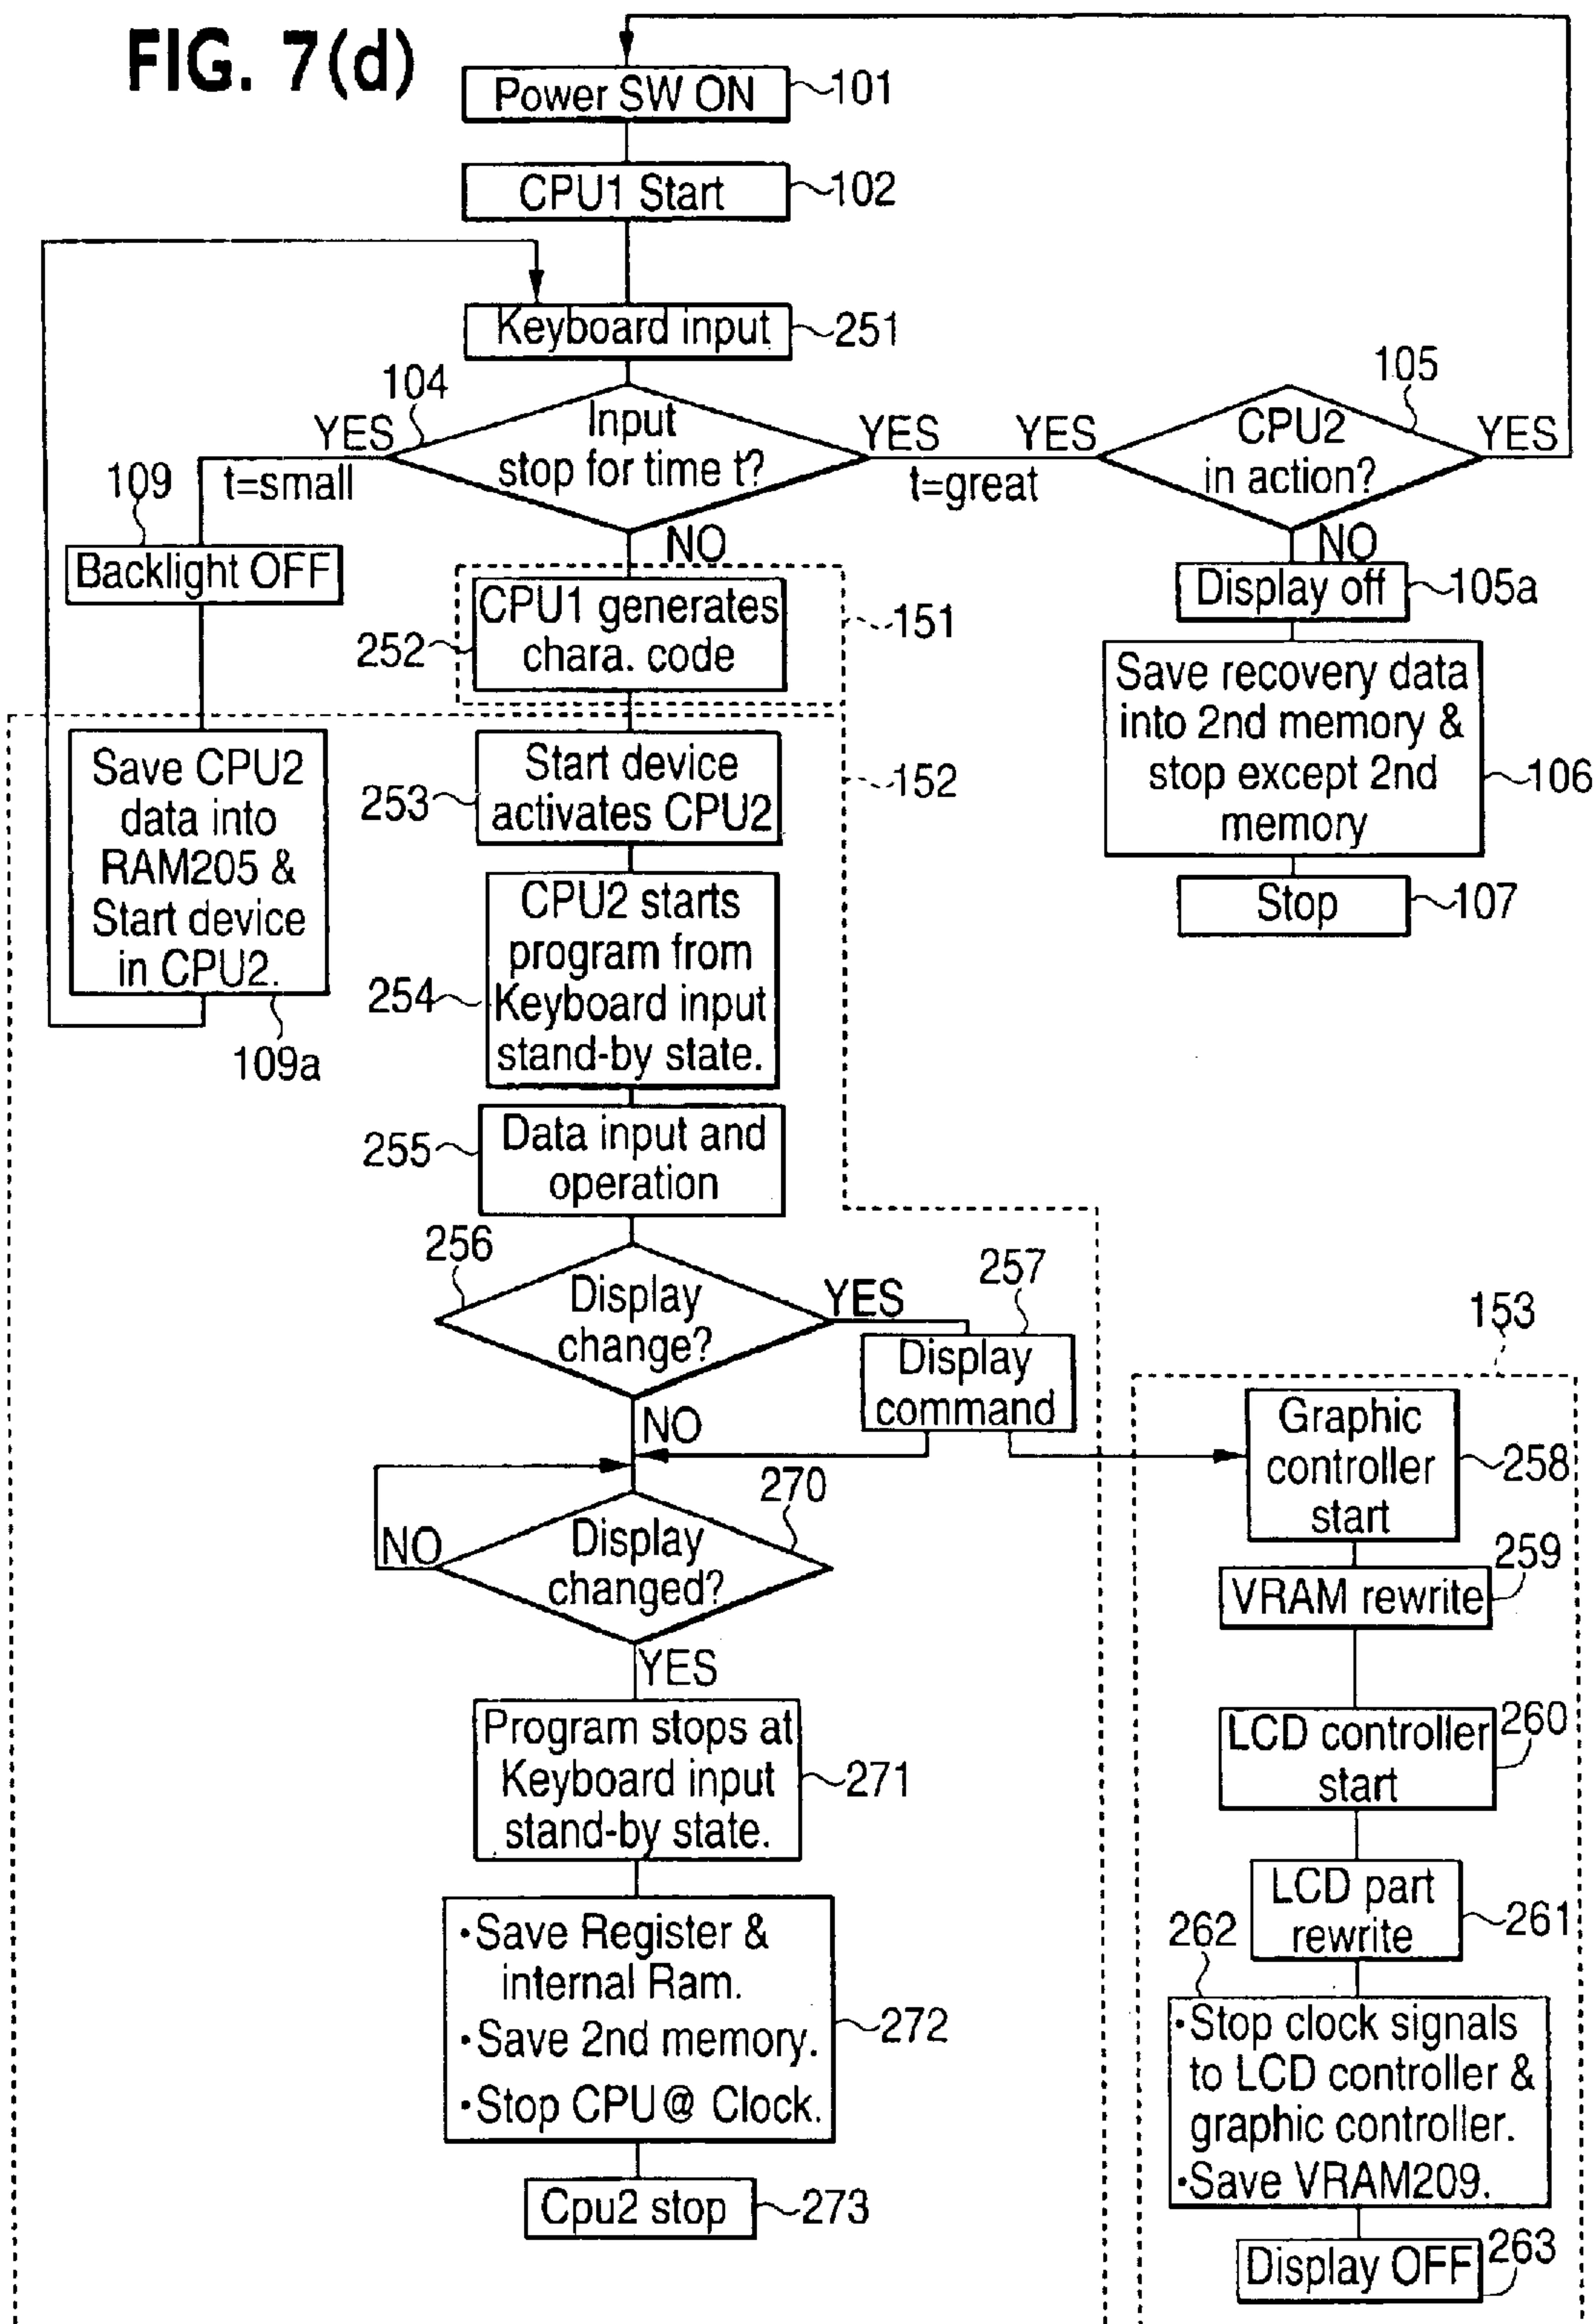 FIG. 7(d)
Power SW ON
101
CPU1 Start
102
Keyboard input
251
104
YES
Input
stop for time t?
YES
t=small
t=great
YES
105
CPU2
in action?
YES
109
Backlight OFF
NO
NO
Display off
105a
CPU1 generates
chara. code
252
151
Save recovery data
into 2nd memory &
stop except 2nd
memory
106
Stop
107
Save CPU2
data into
RAM205 &
Start device
in CPU2.
109a
Start device
activates CPU2
253
152
CPU2 starts
program from
Keyboard input
stand-by state.
254
Data input and
operation
255
256
Display
change?
YES
257
Display
command
NO
153
Graphic
controller
start
258
270
Display
changed?
NO
YES
259
VRAM rewrite
LCD controller
start
260
Program stops at
Keyboard input
stand-by state.
271
LCD part
rewrite
261
262
•Save Register &
internal Ram.
•Save 2nd memory.
•Stop CPU@ Clock.
272
•Stop clock signals
to LCD controller &
graphic controller.
•Save VRAM209.
Cpu2 stop
273
Display OFF
263